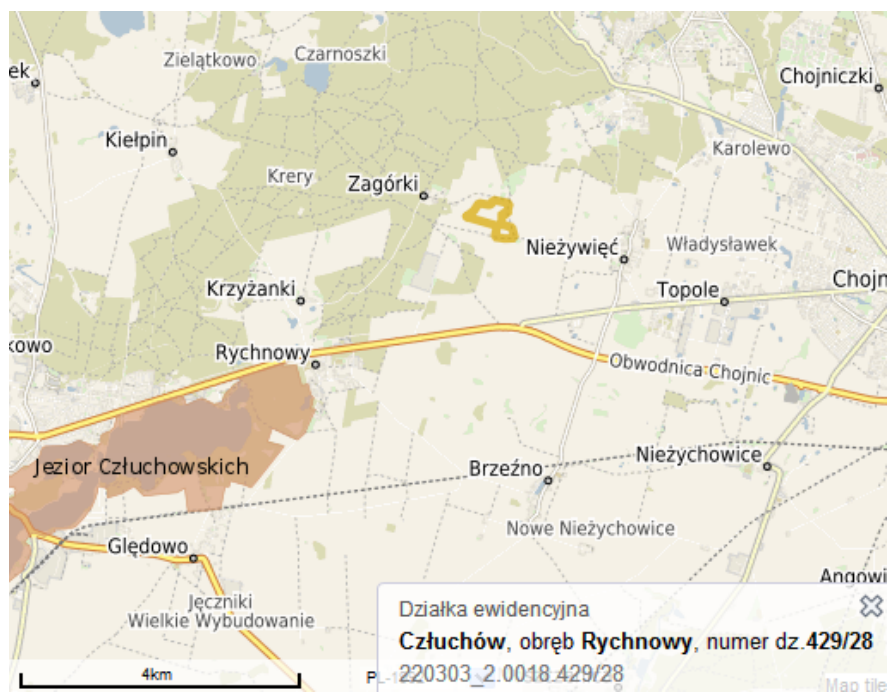 Zielątkowo
Czarnoszki
ek
Chojniczki
Kiełpin
Karolewo
Krery
Zagórki
Nieżywięć
Władysławek
Krzyżanki
Topole
Chojn
kowo
Rychnowy
Obwodnica Chojnic
Jezior Człuchowskich
Brzeźno
Nieżychowice
Nowe Nieżychowice
Ględowo
Angowi
Jęczniki
Wielkie Wybudowanie
Działka ewidencyjna
Człuchów, obręb Rychnowy, numer dz.429/28
220303_2.0018.429/28
4km
Map tile